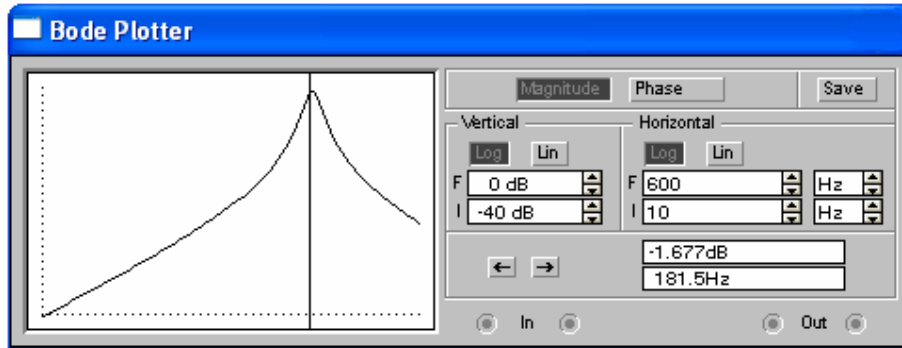 Bode Plotter
Magnitude Phase Save
Vertical Horizontal
Log Lin Log Lin
F 0 dB F 600 Hz
I -40 dB I 10 Hz
← → -1.677dB
181.5Hz
In Out